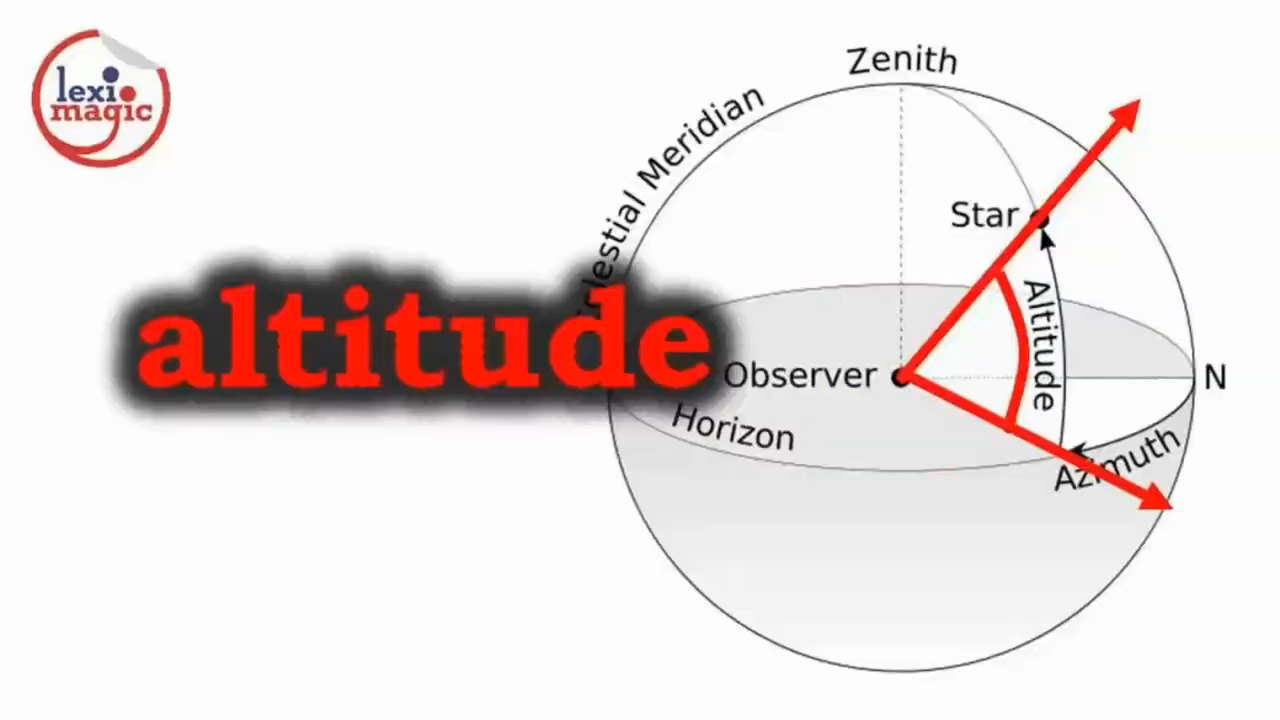 lexi
magic
Zenith
Celestial Meridian
Star
Altitude
altitude
Observer
N
Horizon
Azimuth